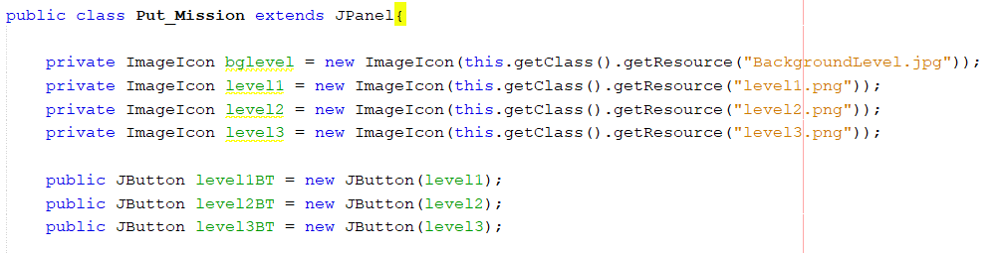 public class Put_Mission extends JPanel{
private ImageIcon bglevel = new ImageIcon(this.getClass().getResource("BackgroundLevel.jpg"));
private ImageIcon level1 = new ImageIcon(this.getClass().getResource("level1.png"));
private ImageIcon level2 = new ImageIcon(this.getClass().getResource("level2.png"));
private ImageIcon level3 = new ImageIcon(this.getClass().getResource("level3.png"));
public JButton level1BT = new JButton(level1);
public JButton level2BT = new JButton(level2);
public JButton level3BT = new JButton(level3);